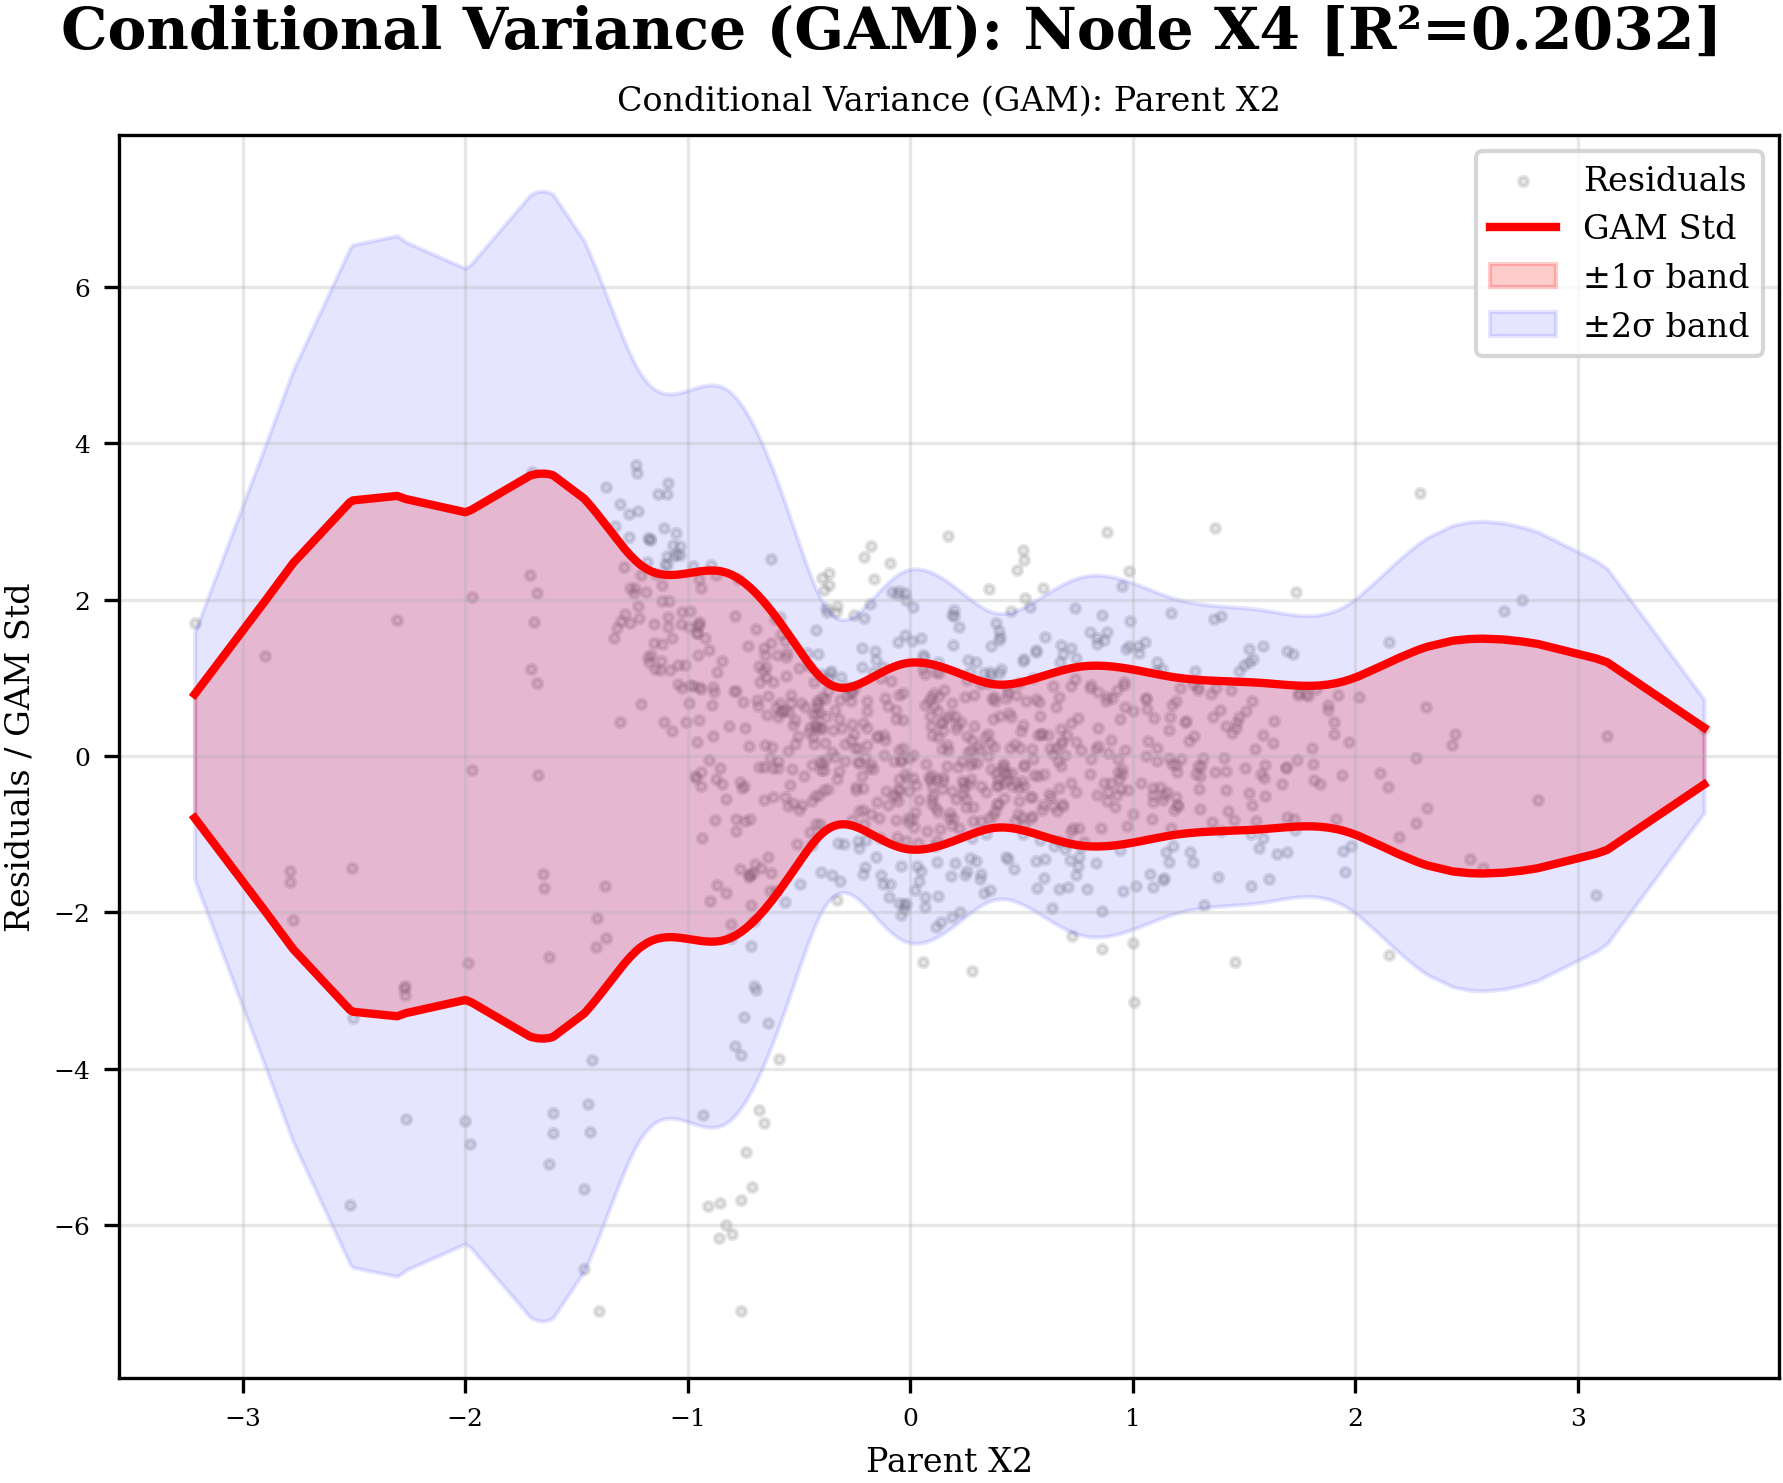 Conditional Variance (GAM): Node X4 [R²=0.2032]
Conditional Variance (GAM): Parent X2
Residuals
GAM Std
±1σ band
±2σ band
Residuals / GAM Std
6
4
2
0
−2
−4
−6
−3
−2
−1
0
1
2
3
Parent X2